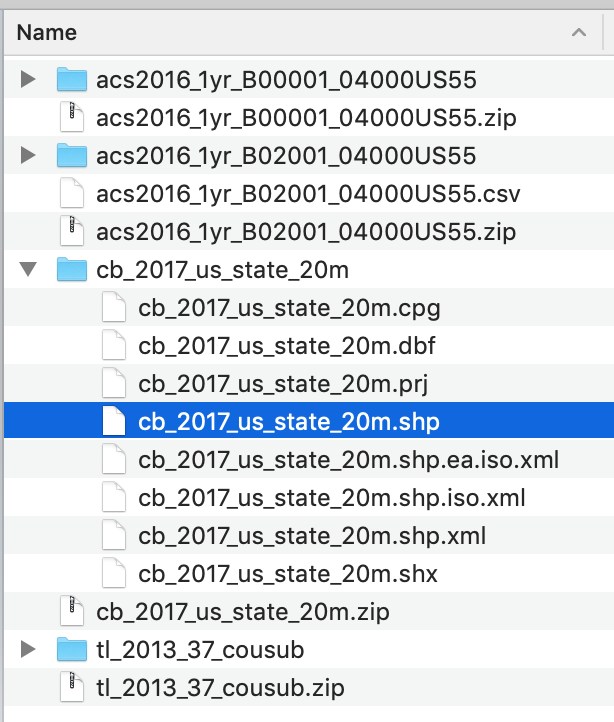 Name
acs2016_1yr_B00001_04000US55
acs2016_1yr_B00001_04000US55.zip
acs2016_1yr_B02001_04000US55
acs2016_1yr_B02001_04000US55.csv
acs2016_1yr_B02001_04000US55.zip
cb_2017_us_state_20m
cb_2017_us_state_20m.cpg
cb_2017_us_state_20m.dbf
cb_2017_us_state_20m.prj
cb_2017_us_state_20m.shp
cb_2017_us_state_20m.shp.ea.iso.xml
cb_2017_us_state_20m.shp.iso.xml
cb_2017_us_state_20m.shp.xml
cb_2017_us_state_20m.shx
cb_2017_us_state_20m.zip
tl_2013_37_cousub
tl_2013_37_cousub.zip